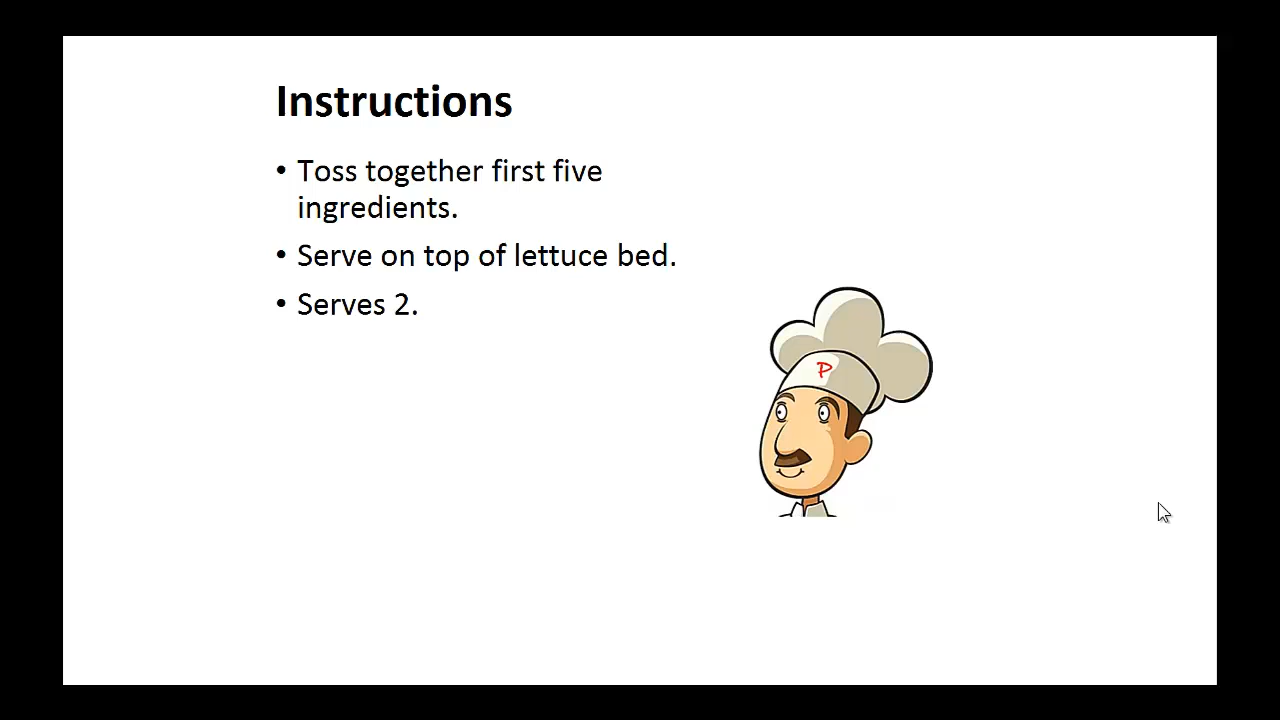 Instructions
• Toss together first five
ingredients.
• Serve on top of lettuce bed.
• Serves 2.
P